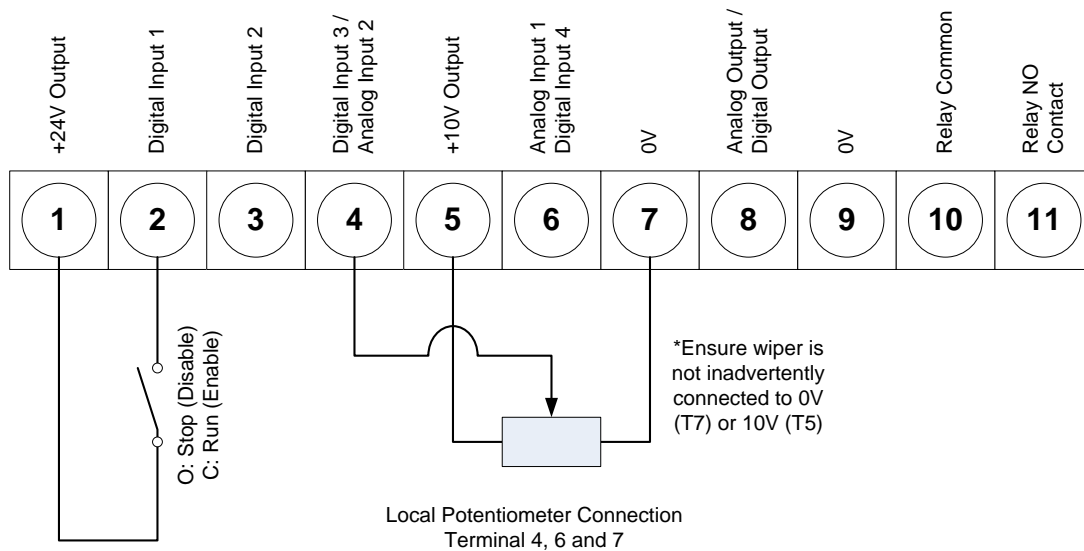 +24V Output
Digital Input 1
Digital Input 2
Digital Input 3 /
Analog Input 2
+10V Output
Analog Input 1
Digital Input 4
0V
Analog Output /
Digital Output
0V
Relay Common
Relay NO
Contact
1
2
3
4
5
6
7
8
9
10
11
O: Stop (Disable)
C: Run (Enable)
*Ensure wiper is
not inadvertently
connected to 0V
(T7) or 10V (T5)
Local Potentiometer Connection
Terminal 4, 6 and 7